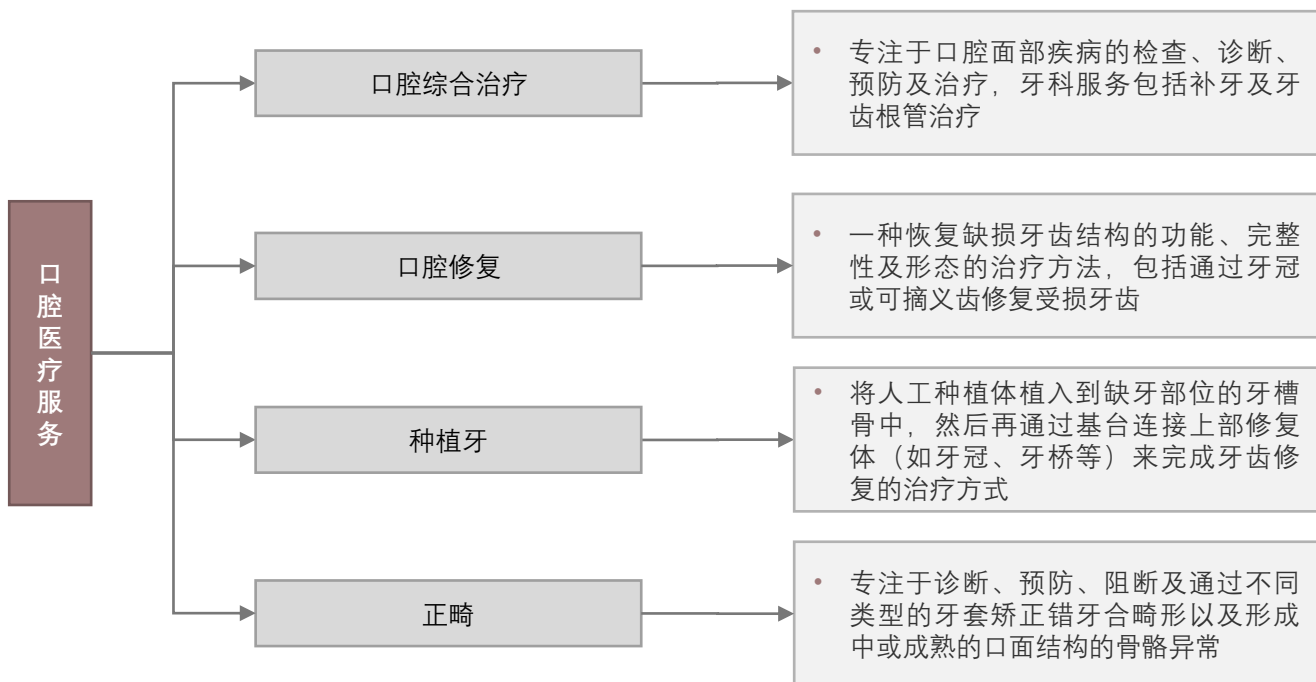 口腔医疗服务
口腔综合治疗
• 专注于口腔面部疾病的检查、诊断、
预防及治疗，牙科服务包括补牙及牙
齿根管治疗
口腔修复
• 一种恢复缺损牙齿结构的功能、完整
性及形态的治疗方法，包括通过牙冠
或可摘义齿修复受损牙齿
种植牙
• 将人工种植体植入到缺牙部位的牙槽
骨中，然后再通过基台连接上部修复
体（如牙冠、牙桥等）来完成牙齿修
复的治疗方式
正畸
• 专注于诊断、预防、阻断及通过不同
类型的牙套矫正错牙合畸形以及形成
中或成熟的口面结构的骨骼异常